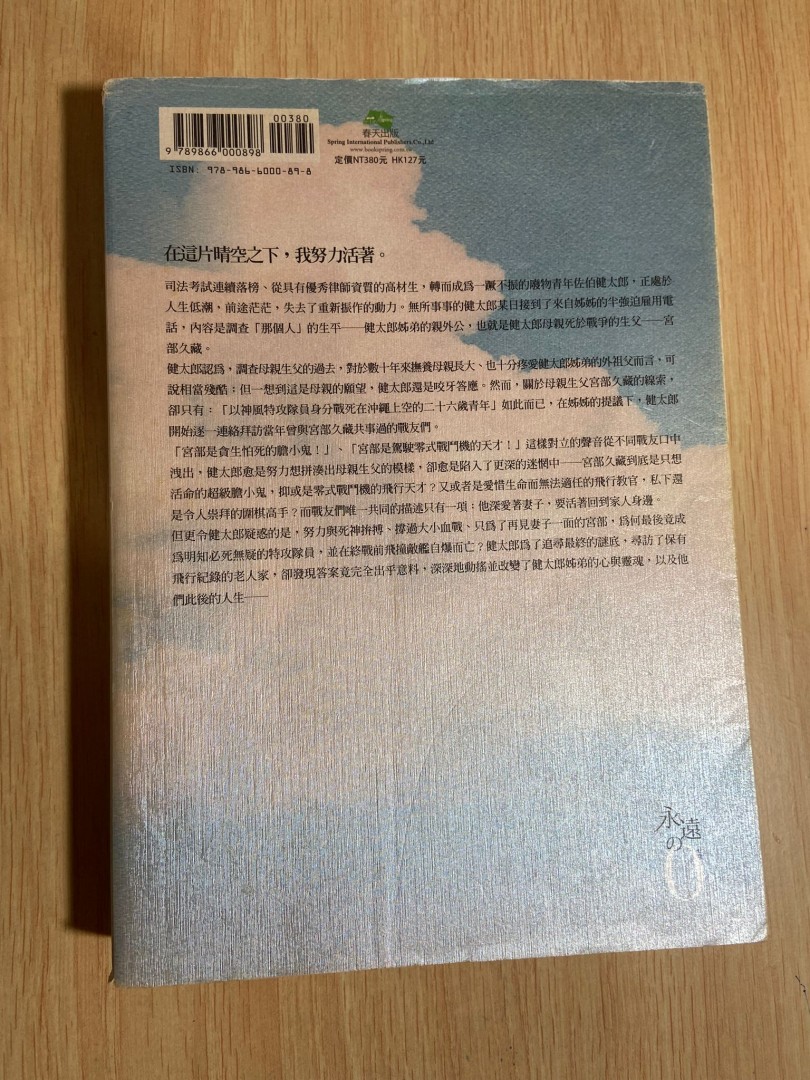 00380
9 789866 000898
ISBN: 978-986-6000-89-8
春天出版
Spring International Publishers Co.,Ltd
定價NT380元 HK127元
在這片晴空之下，我努力活著。
司法考試連續落榜、從具有優秀律師資質的高材生，轉而成為一蹶不振的廢物青年佐伯健太郎，正處於
人生低潮、前途茫茫，失去了重新振作的動力。無所事事的健太郎某日接到了來自姊姊的半強迫雇用電
話，內容是調查「那個人」的生平——健太郎姊弟的親外公，也就是健太郎母親死於戰爭的生父——宮
部久藏。
健太郎認為，調查母親生父的過去，對於數十年來撫養母親長大、也十分疼愛健太郎姊弟的外祖父而言，可
說相當殘酷；但一想到這是母親的願望，健太郎還是咬牙答應。然而，關於母親生父宮部久藏的線索，
卻只有：「以神風特攻隊員身分戰死在沖繩上空的二十六歲青年」如此而已，在姊姊的提議下，健太郎
開始逐一連絡拜訪當年曾與宮部久藏共事過的戰友們。
「宮部是貪生怕死的膽小鬼！」、「宮部是駕駛零式戰鬥機的天才！」這樣對立的聲音從不同戰友口中
洩出，健太郎愈是努力想拼湊出母親生父的模樣，卻愈是陷入了更深的迷惘中——宮部久藏到底是只想
活命的超級膽小鬼，抑或是零式戰鬥機的飛行天才？又或者是愛惜生命而無法適任的飛行教官，私下還
是令人崇拜的圍棋高手？而戰友們唯一共同的描述只有一項：他深愛著妻子，要活著回到家人身邊。
但更令健太郎疑惑的是，努力與死神拚搏、撐過大小血戰、只為了再見妻子一面的宮部，為何最後竟成
為明知必死無疑的特攻隊員，並在終戰前飛撞敵艦自爆而亡？健太郎為了追尋最終的謎底，尋訪了保有
飛行紀錄的老人家，卻發現答案竟完全出乎意料，深深地動搖並改變了健太郎姊弟的心與靈魂，以及他
們此後的人生——
永遠の0